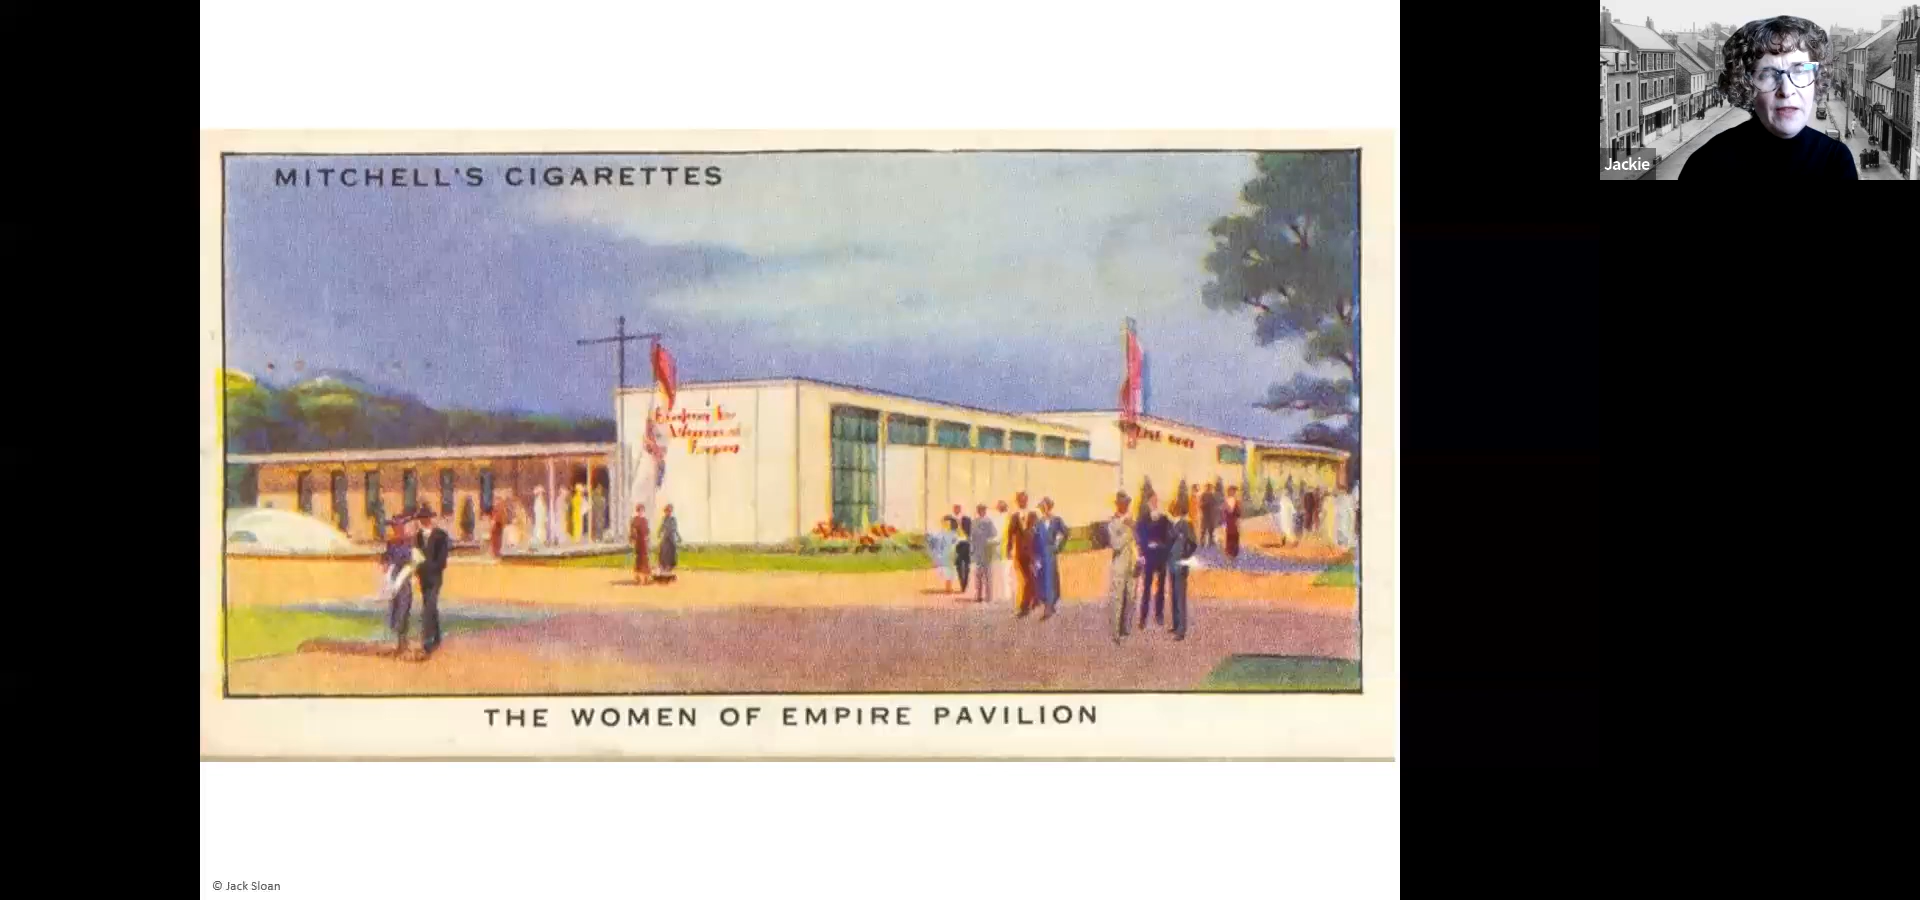 MITCHELL'S CIGARETTES
THE WOMEN OF EMPIRE PAVILION
© Jack Sloan
Jackie